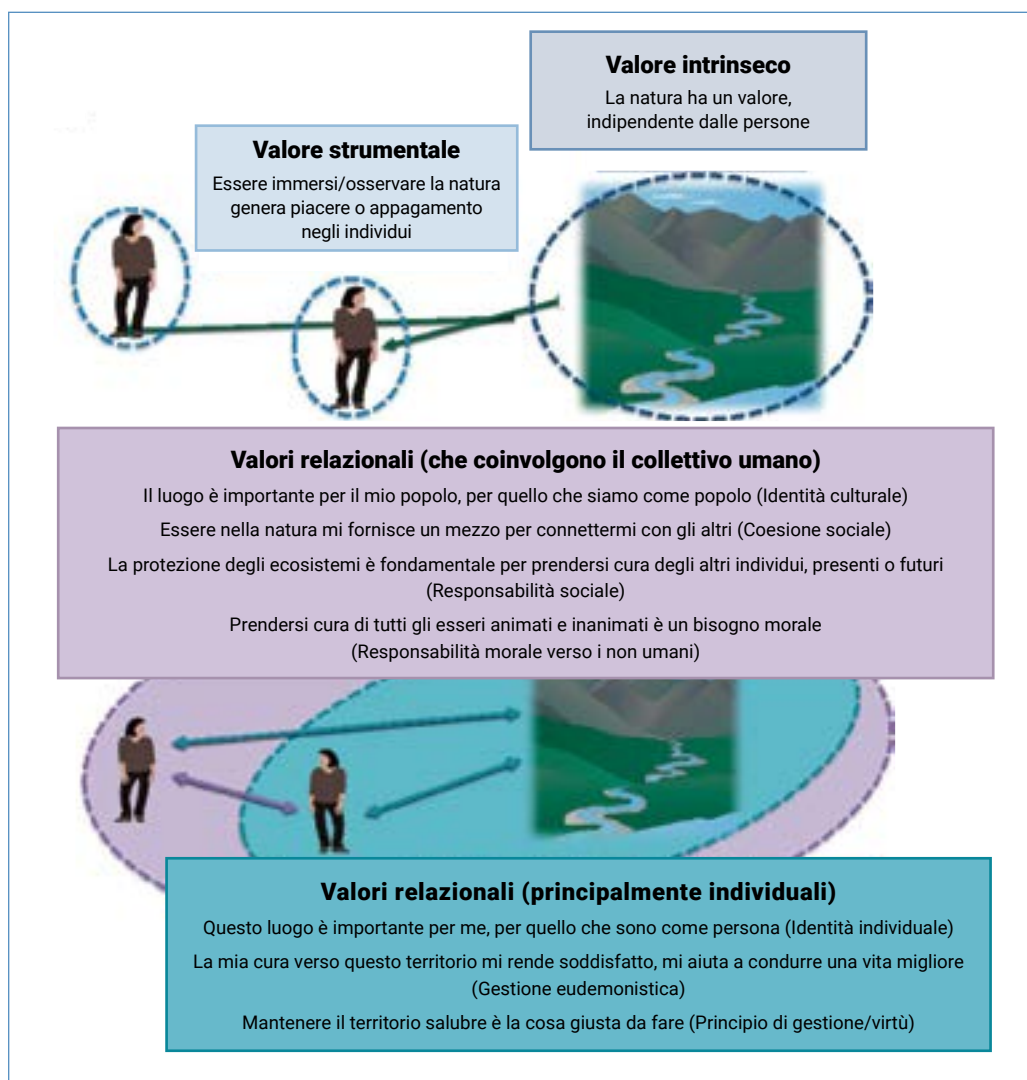 Valore intrinseco
La natura ha un valore,
indipendente dalle persone
Valore strumentale
Essere immersi/osservare la natura
genera piacere o appagamento
negli individui
Valori relazionali (che coinvolgono il collettivo umano)
Il luogo è importante per il mio popolo, per quello che siamo come popolo (Identità culturale)
Essere nella natura mi fornisce un mezzo per connettermi con gli altri (Coesione sociale)
La protezione degli ecosistemi è fondamentale per prendersi cura degli altri individui, presenti o futuri
(Responsabilità sociale)
Prendersi cura di tutti gli esseri animati e inanimati è un bisogno morale
(Responsabilità morale verso i non umani)
Valori relazionali (principalmente individuali)
Questo luogo è importante per me, per quello che sono come persona (Identità individuale)
La mia cura verso questo territorio mi rende soddisfatto, mi aiuta a condurre una vita migliore
(Gestione eudemonistica)
Mantenere il territorio salubre è la cosa giusta da fare (Principio di gestione/virtù)